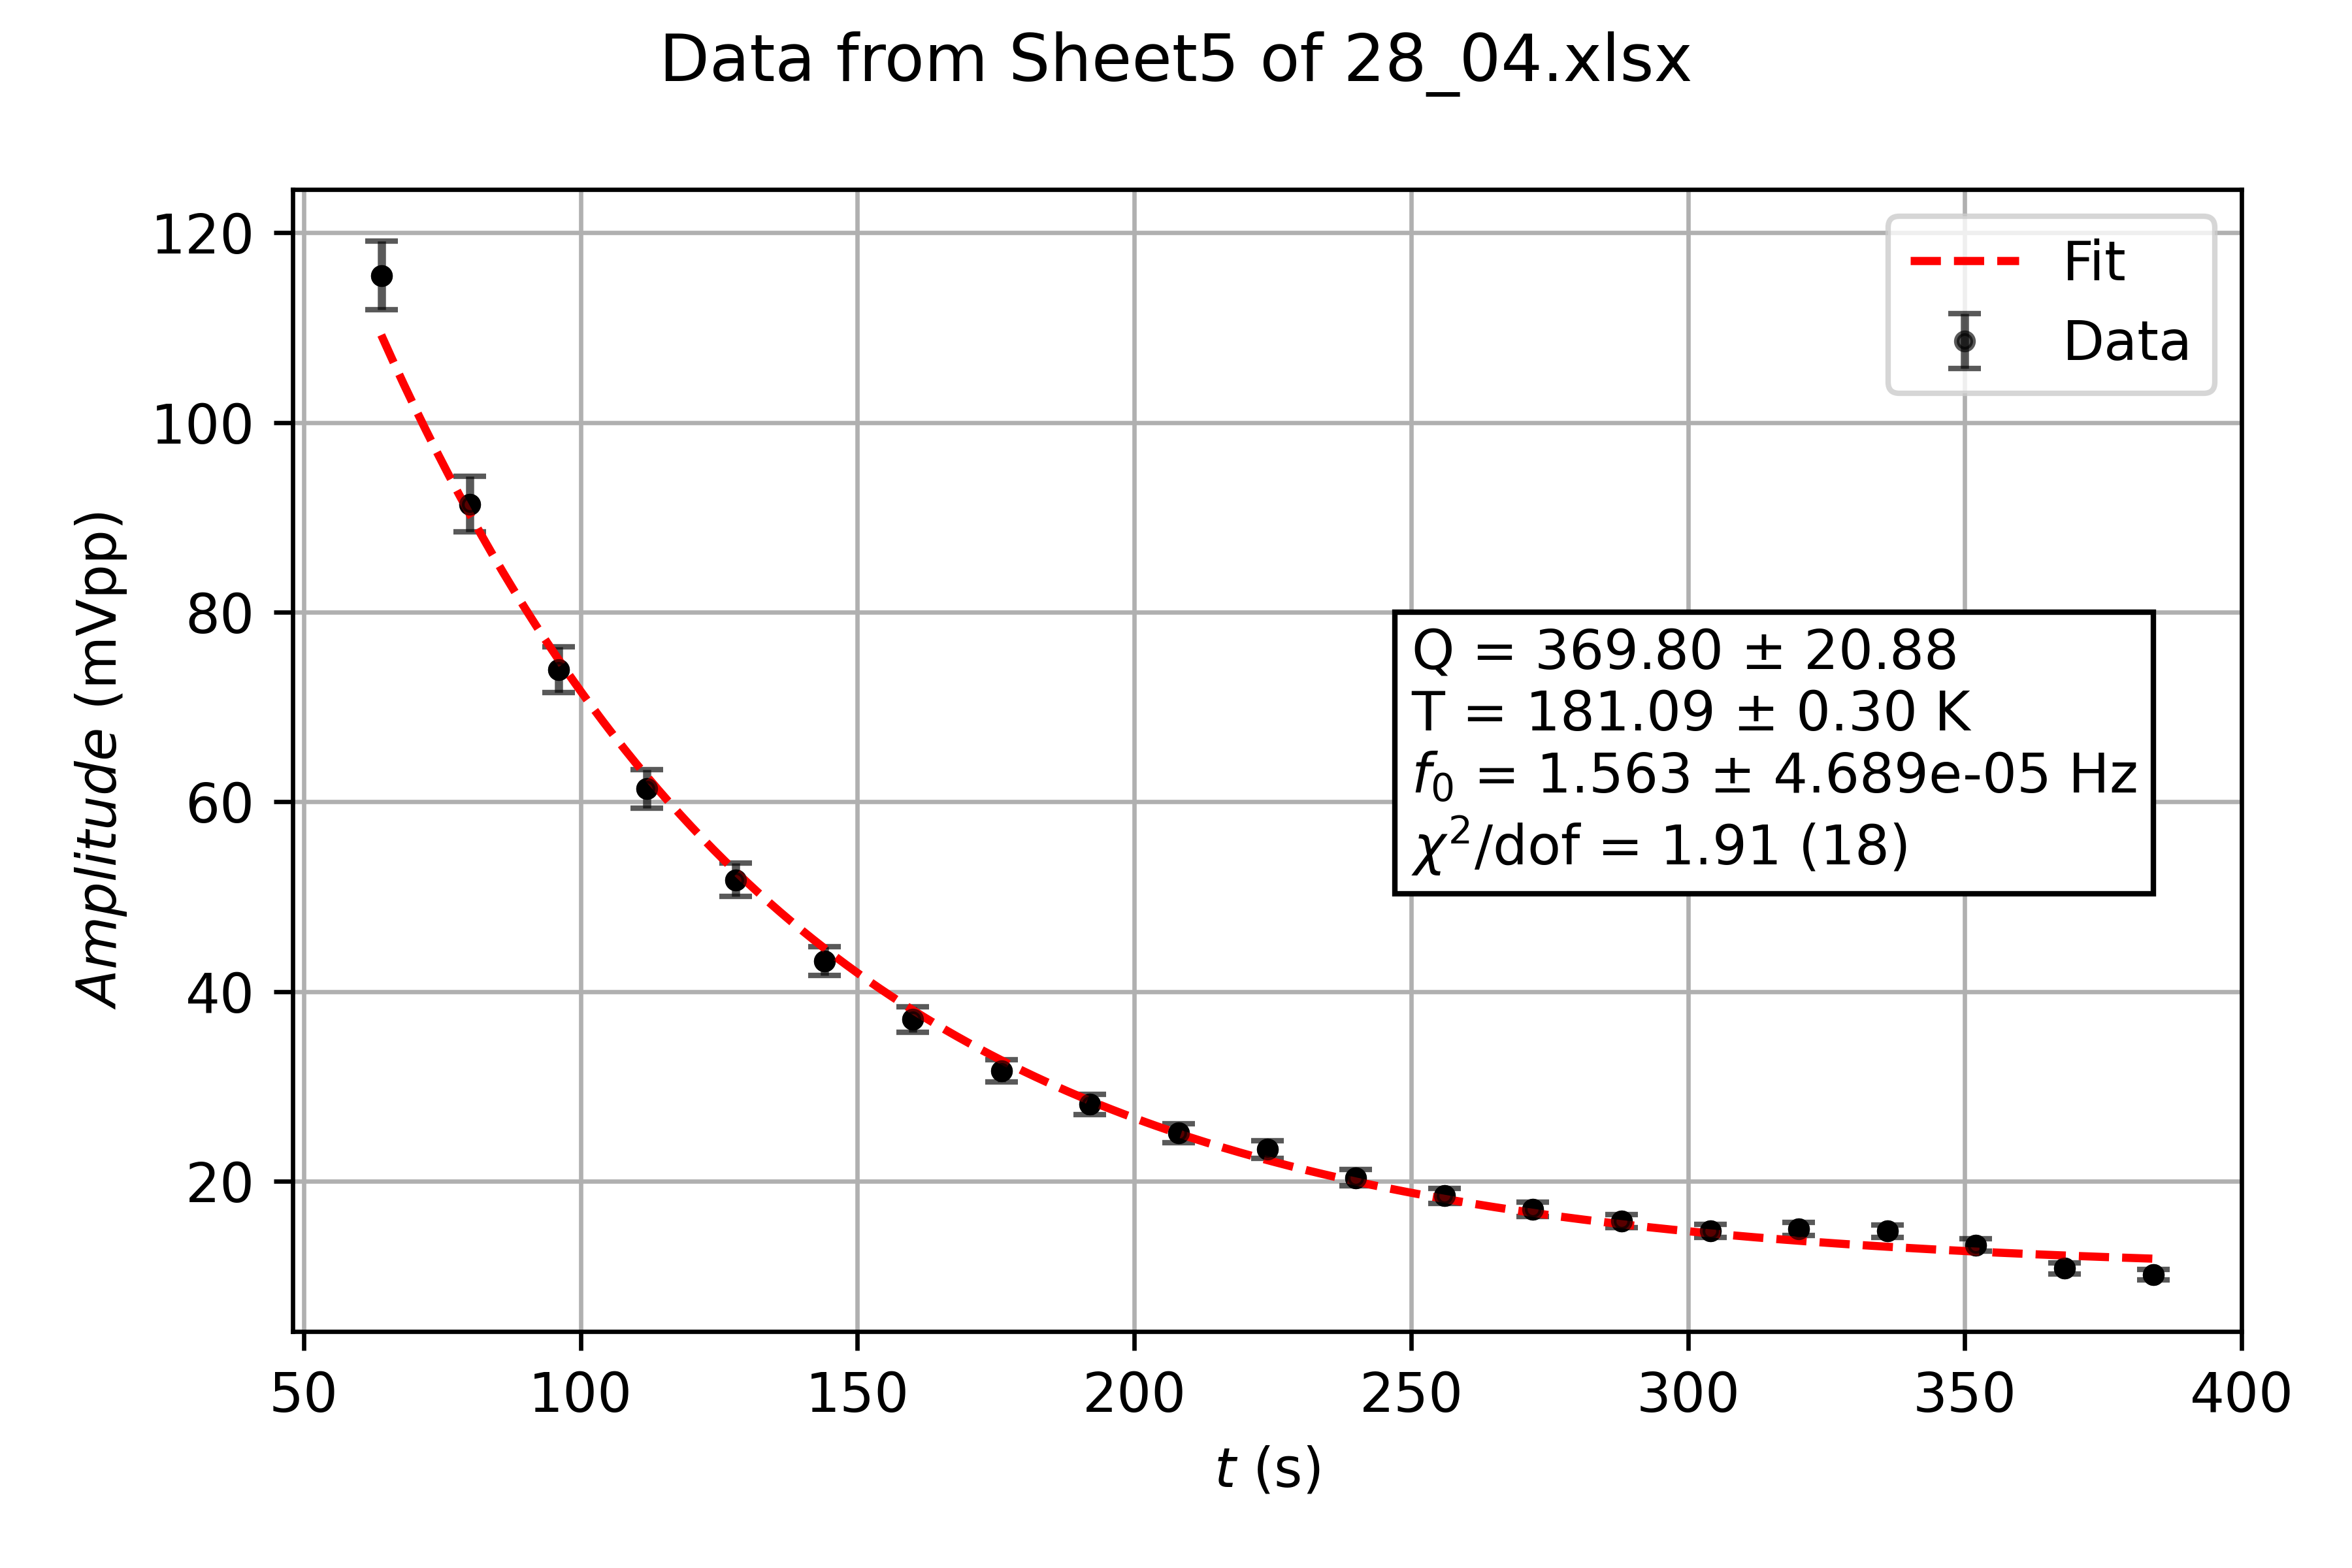 Data from Sheet5 of 28_04.xlsx
120
100
80
60
40
20
Amplitude (mVpp)
Fit
Data
Q = 369.80 ± 20.88
T = 181.09 ± 0.30 K
f₀ = 1.563 ± 4.689e-05 Hz
χ²/dof = 1.91 (18)
50 100 150 200 250 300 350 400
t (s)